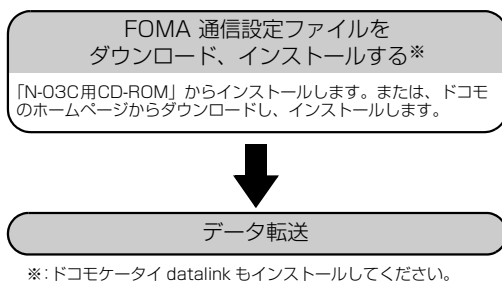 FOMA 通信設定ファイルを
ダウンロード、インストールする※
「N-03C用CD-ROM」からインストールします。または、ドコモ
のホームページからダウンロードし、インストールします。
データ転送
※：ドコモケータイ datalink もインストールしてください。